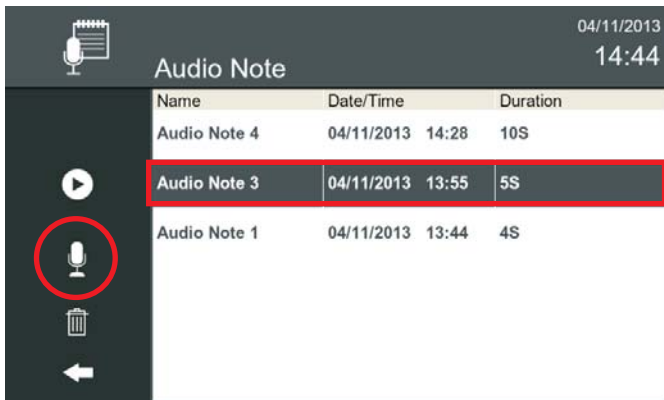 04/11/2013
14:44
Audio Note
Name Date/Time Duration
Audio Note 4 04/11/2013 14:28 10S
Audio Note 3 04/11/2013 13:55 5S
Audio Note 1 04/11/2013 13:44 4S